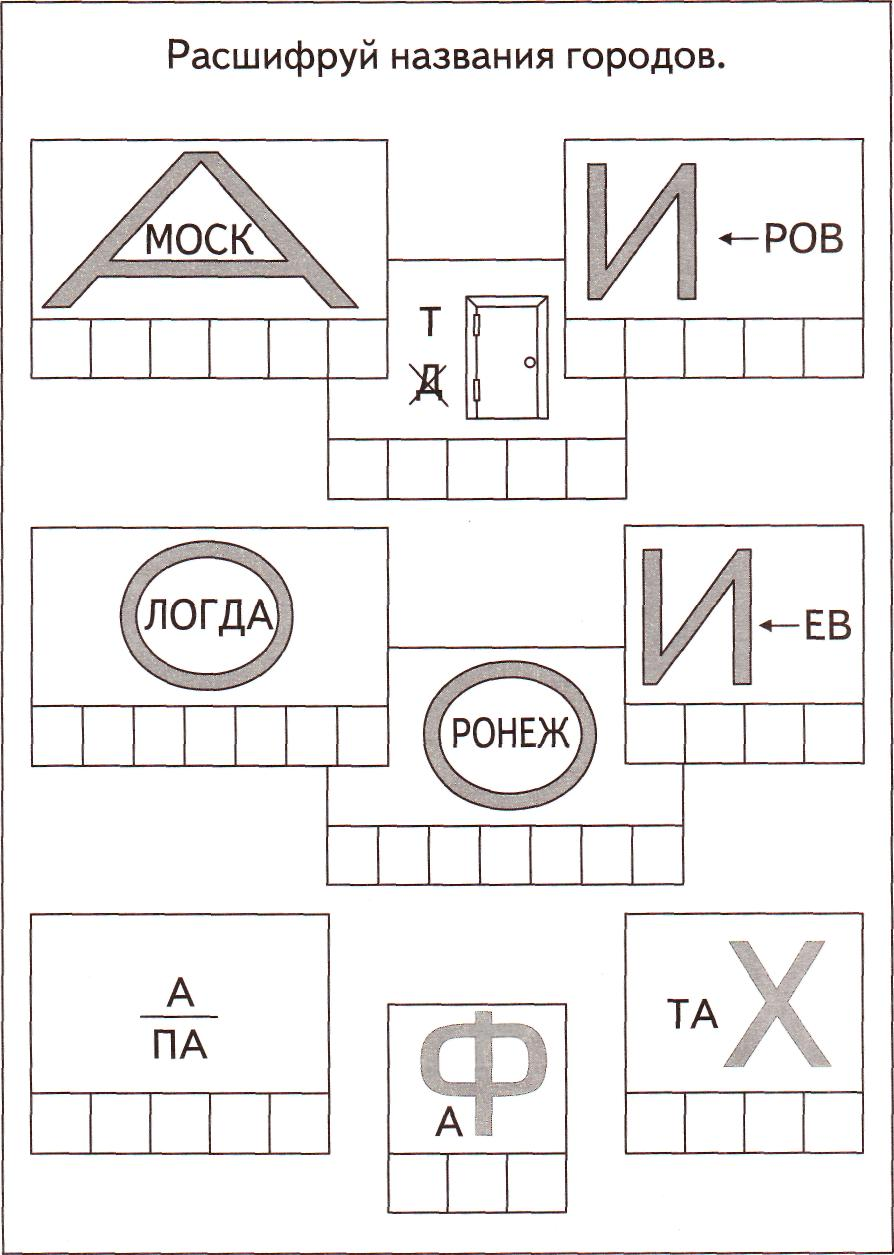 Расшифруй названия городов.
А
МОСК
И
←РОВ
Т
Д
О
ЛОГДА
И
←ЕВ
О
РОНЕЖ
А
ПА
Ф
А
ТА
Х